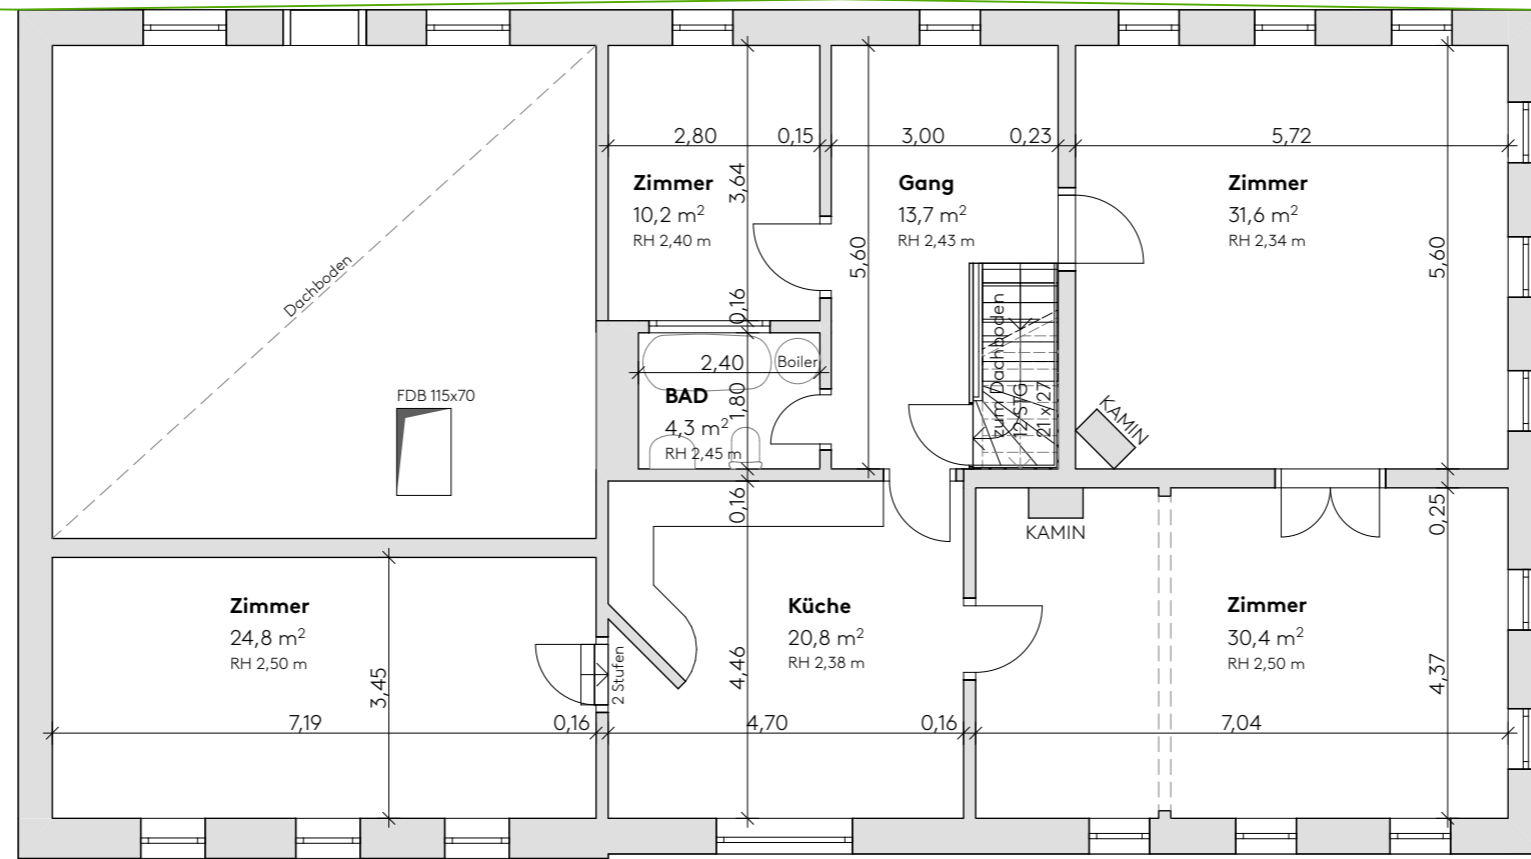 2,80
0,15
3,00
0,23
5,72
Zimmer
10,2 m²
RH 2,40 m
3,64
Gang
13,7 m²
RH 2,43 m
5,60
Zimmer
31,6 m²
RH 2,34 m
5,60
Dachboden
0,16
zum Dachboden
12 STG
21 x 27
2,40
Boiler
BAD
4,3 m²
RH 2,45 m
1,80
FDB 115x70
KAMIN
0,16
KAMIN
0,25
Zimmer
24,8 m²
RH 2,50 m
3,45
2 Stufen
Küche
20,8 m²
RH 2,38 m
4,46
Zimmer
30,4 m²
RH 2,50 m
4,37
7,19
0,16
4,70
0,16
7,04